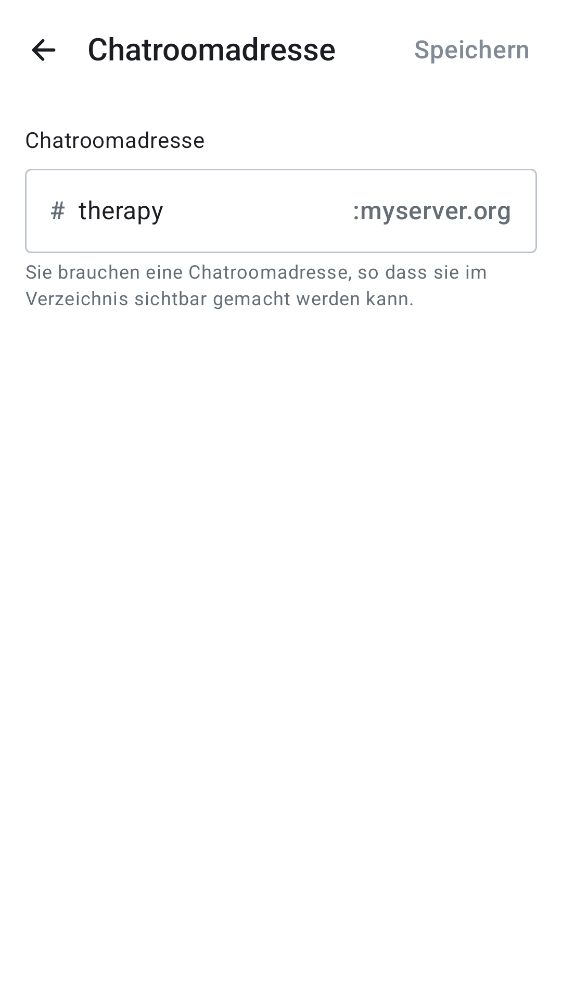 Chatroomadresse Speichern
Chatroomadresse
# therapy :myserver.org
Sie brauchen eine Chatroomadresse, so dass sie im
Verzeichnis sichtbar gemacht werden kann.